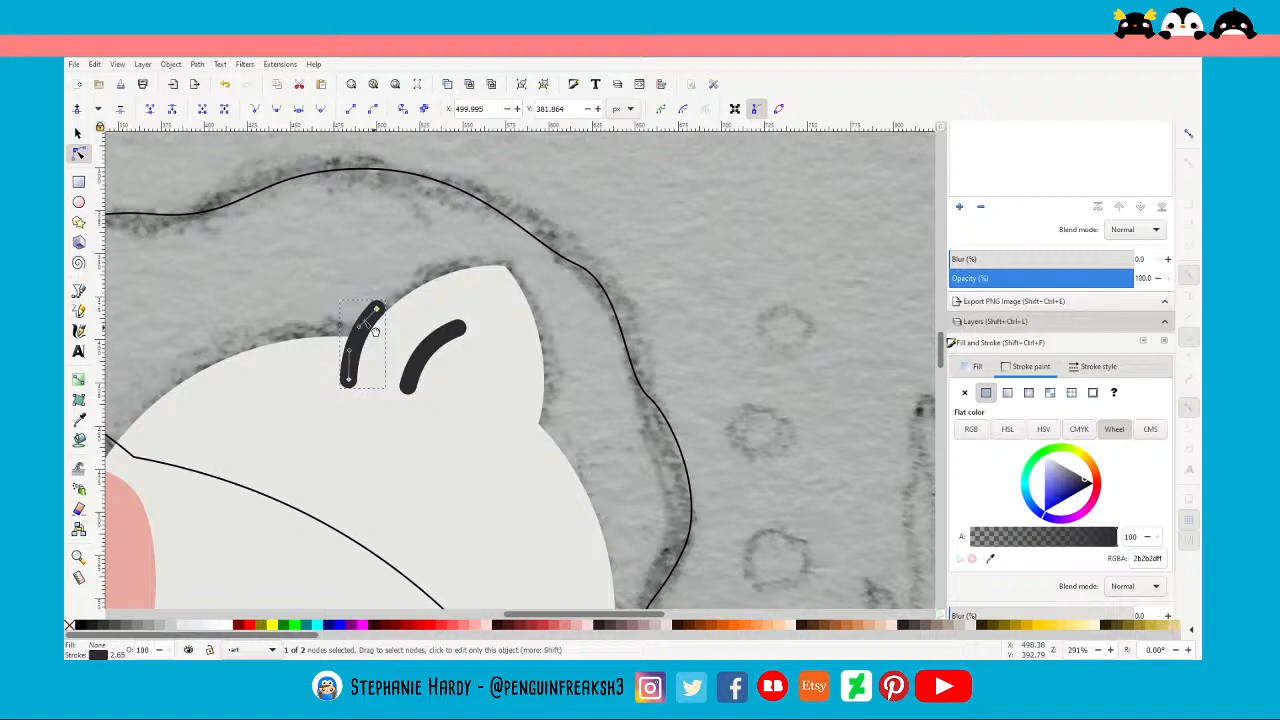 File Edit View Layer Object Path Text Filters Extensions Help
X: 499.995 Y: 381.864 px
Blend mode: Normal
Blur (%) 0.0
Opacity (%) 100.0
Export PNG Image (Shift+Ctrl+E)
Layers (Shift+Ctrl+L)
Fill and Stroke (Shift+Ctrl+F)
Fill Stroke paint Stroke style
Flat color
RGB HSL HSV CMYK Wheel CMS
A: 100
RGBA: 2b2b2dff
Blend mode: Normal
Blur (%) 0.0
Fill: None
Stroke: 2.65 O: 100 art 1 of 2 nodes selected. Drag to select nodes, click to edit only this object (more: Shift) X: 498.38 Y: 392.79 Z: 291% R: 0.00°
STEPHANIE HARDY - @PENGUINFREAKSH3 RB Etsy